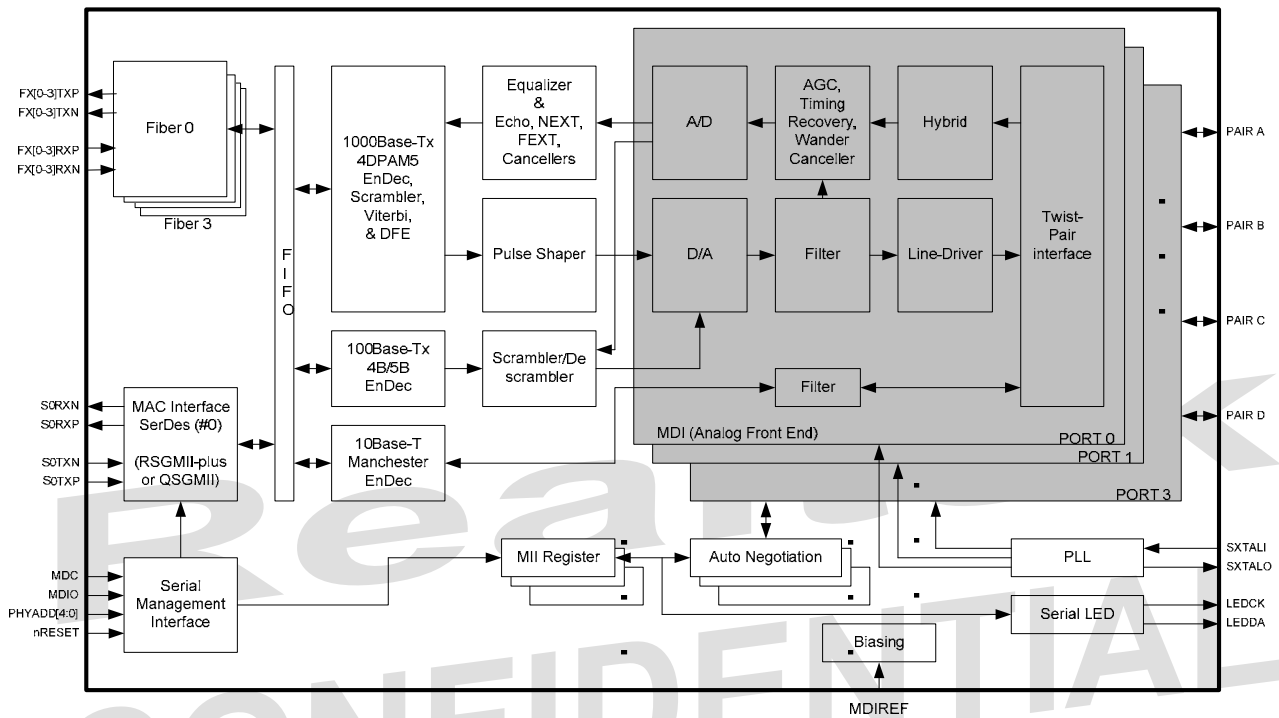 FX[0-3]TXP
FX[0-3]TXN
FX[0-3]RXP
FX[0-3]RXN
Fiber 0
Fiber 3
F
I
F
O
1000Base-Tx
4DPAM5
EnDec,
Scrambler,
Viterbi,
& DFE
Equalizer
&
Echo, NEXT,
FEXT,
Cancellers
A/D
AGC,
Timing
Recovery,
Wander
Canceller
Hybrid
Pulse Shaper
D/A
Filter
Line-Driver
Twist-
Pair
interface
PAIR A
PAIR B
PAIR C
PAIR D
100Base-Tx
4B/5B
EnDec
Scrambler/De
scrambler
Filter
MDI (Analog Front End)
PORT 0
PORT 1
PORT 3
S0RXN
S0RXP
S0TXN
S0TXP
MAC Interface
SerDes (#0)
(RSGMII-plus
or QSGMII)
10Base-T
Manchester
EnDec
MDC
MDIO
PHYADD[4:0]
nRESET
Serial
Management
Interface
MII Register
Auto Negotiation
PLL
SXTALI
SXTALO
Serial LED
LEDCK
LEDDA
Biasing
MDIREF
Realtek
CONFIDENTIAL